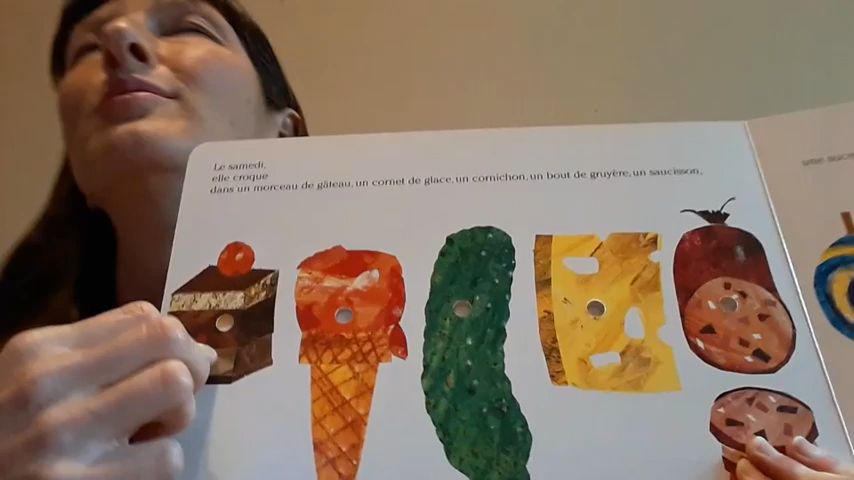 Le samedi,
elle croque
dans un morceau de gâteau, un cornet de glace, un cornichon, un bout de gruyère, un saucisson,
une